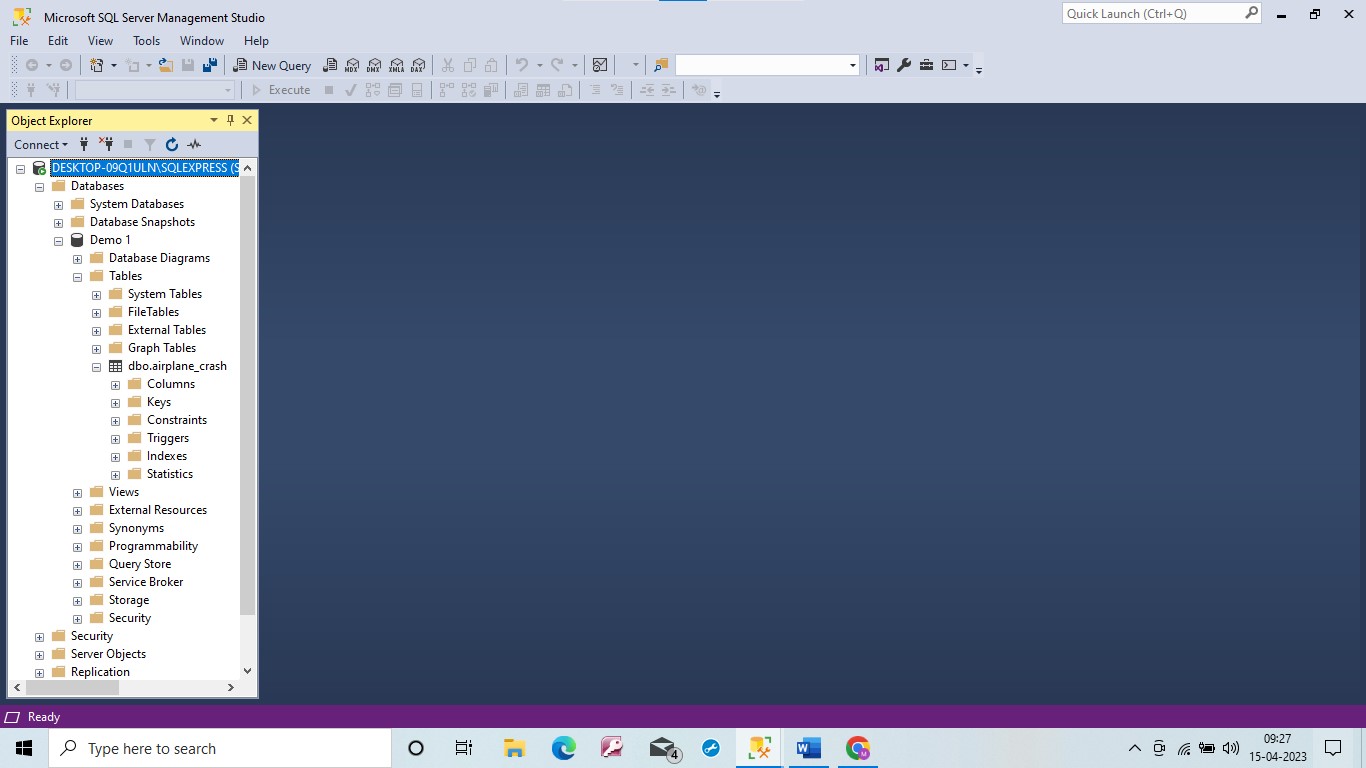 Microsoft SQL Server Management Studio
Quick Launch (Ctrl+Q)
File Edit View Tools Window Help
New Query MDX DMX XMLA DAX
Execute
Object Explorer
Connect
DESKTOP-09Q1ULN\SQLEXPRESS (S
Databases
System Databases
Database Snapshots
Demo 1
Database Diagrams
Tables
System Tables
FileTables
External Tables
Graph Tables
dbo.airplane_crash
Columns
Keys
Constraints
Triggers
Indexes
Statistics
Views
External Resources
Synonyms
Programmability
Query Store
Service Broker
Storage
Security
Security
Server Objects
Replication
Ready
Type here to search
4
W
M
09:27
15-04-2023